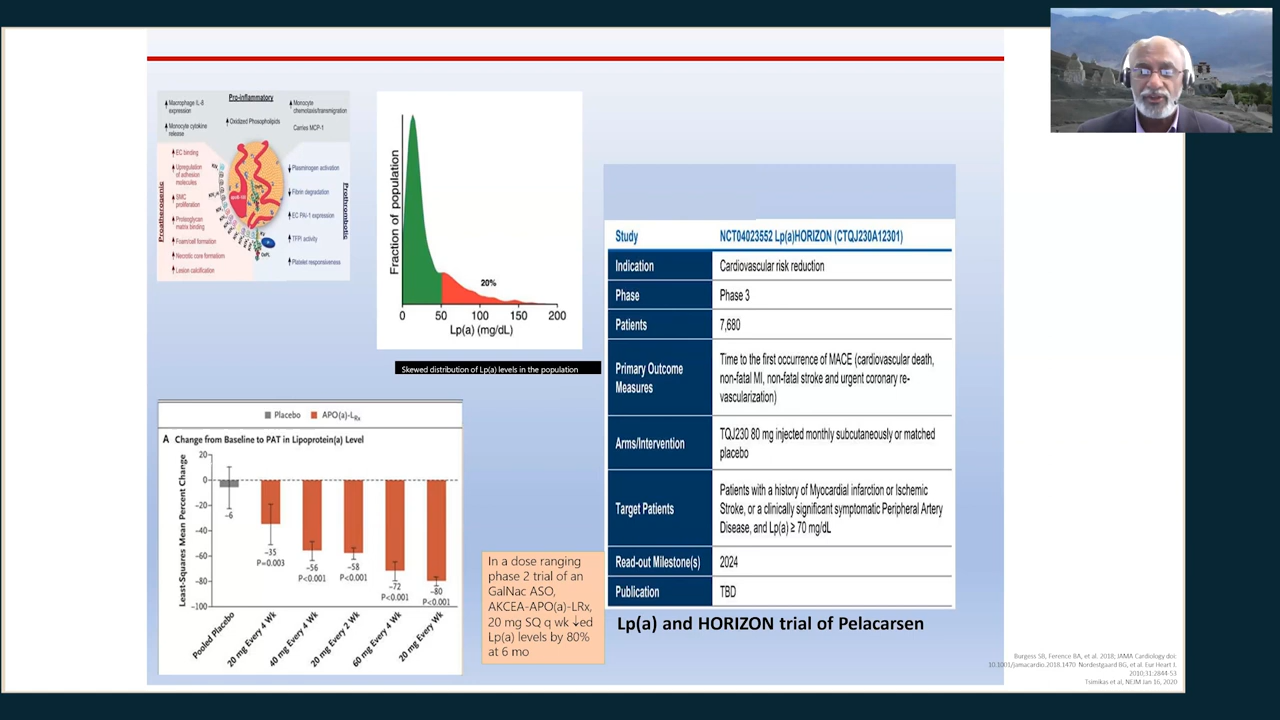 Pro-inflammatory
Macrophage IL-8
expression
Monocyte cytokine
release
Oxidized Phospholipids
Monocyte
chemotaxis/transmigration
Carries MCP-1
Proatherogenic
EC binding
Upregulation
of adhesion
molecules
SMC
proliferation
Proteoglycan
matrix binding
Foam/cell formation
Necrotic core formation
Lesion calcification
Plasminogen activation
Fibrin degradation
EC PAI-1 expression
TFPI activity
Platelet responsiveness
Prothrombotic
Fraction of population
20%
0 50 100 150 200
Lp(a) (mg/dL)
Skewed distribution of Lp(a) levels in the population
Placebo APO(a)-LRx
A Change from Baseline to PAT in Lipoprotein(a) Level
Least-Squares Mean Percent Change
20
0
-20
-40
-60
-80
-100
-6
-35
P=0.003
-56
P<0.001
-58
P<0.001
-72
P<0.001
-80
P<0.001
Pooled Placebo
20 mg Every 4 Wk
40 mg Every 4 Wk
20 mg Every 2 Wk
60 mg Every 4 Wk
20 mg Every Wk
In a dose ranging
phase 2 trial of an
GalNac ASO,
AKCEA-APO(a)-LRx,
20 mg SQ q wk ↓ed
Lp(a) levels by 80%
at 6 mo
Study NCT04023552 Lp(a)HORIZON (CTQJ230A12301)
Indication Cardiovascular risk reduction
Phase Phase 3
Patients 7,680
Primary Outcome
Measures
Time to the first occurrence of MACE (cardiovascular death,
non-fatal MI, non-fatal stroke and urgent coronary re-
vascularization)
Arms/Intervention
TQJ230 80 mg injected monthly subcutaneously or matched
placebo
Target Patients
Patients with a history of Myocardial infarction or Ischemic
Stroke, or a clinically significant symptomatic Peripheral Artery
Disease, and Lp(a) ≥ 70 mg/dL
Read-out Milestone(s) 2024
Publication TBD
Lp(a) and HORIZON trial of Pelacarsen
Burgess SB, Ference BA, et al. 2018; JAMA Cardiology doi:
10.1001/jamacardio.2018.1470 Nordestgaard BG, et al. Eur Heart J.
2010;31:2844-53
Tsimikas et al, NEJM Jan 16, 2020